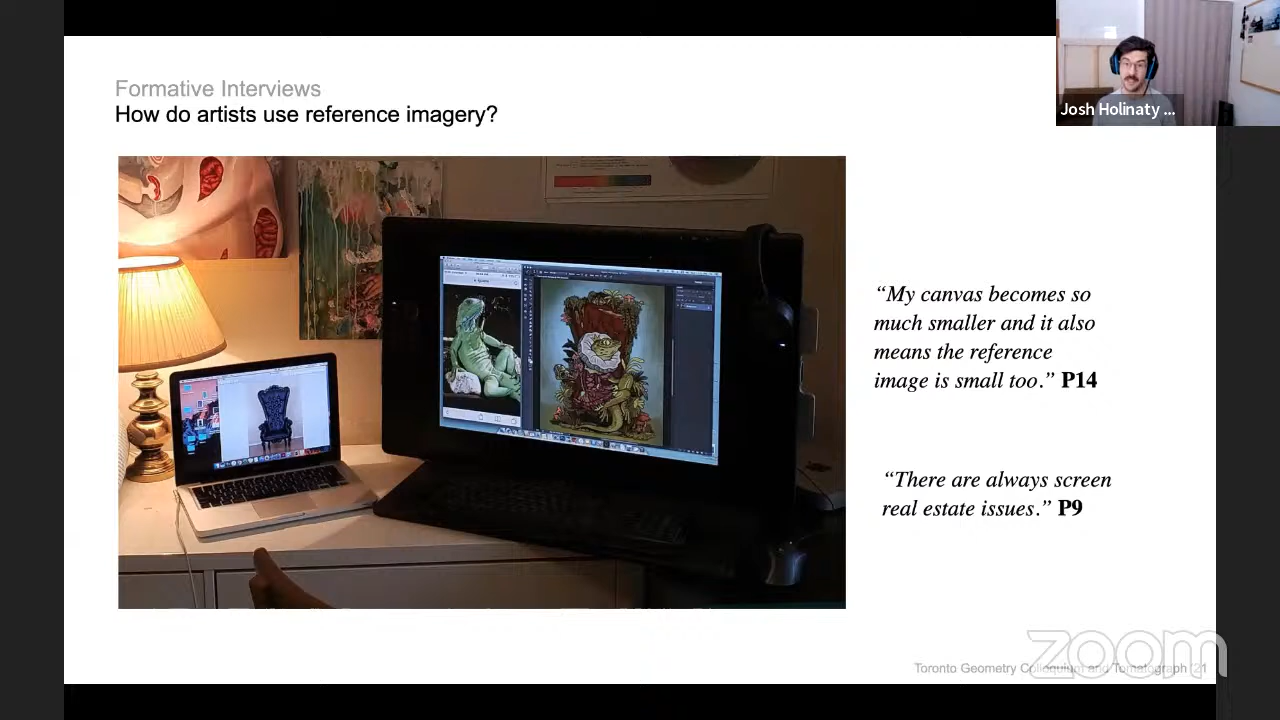 Formative Interviews
How do artists use reference imagery?
Josh Holinaty ...
“My canvas becomes so
much smaller and it also
means the reference
image is small too.” P14
“There are always screen
real estate issues.” P9
zoom
Toronto Geometry Colloquium and Tomatograph 21